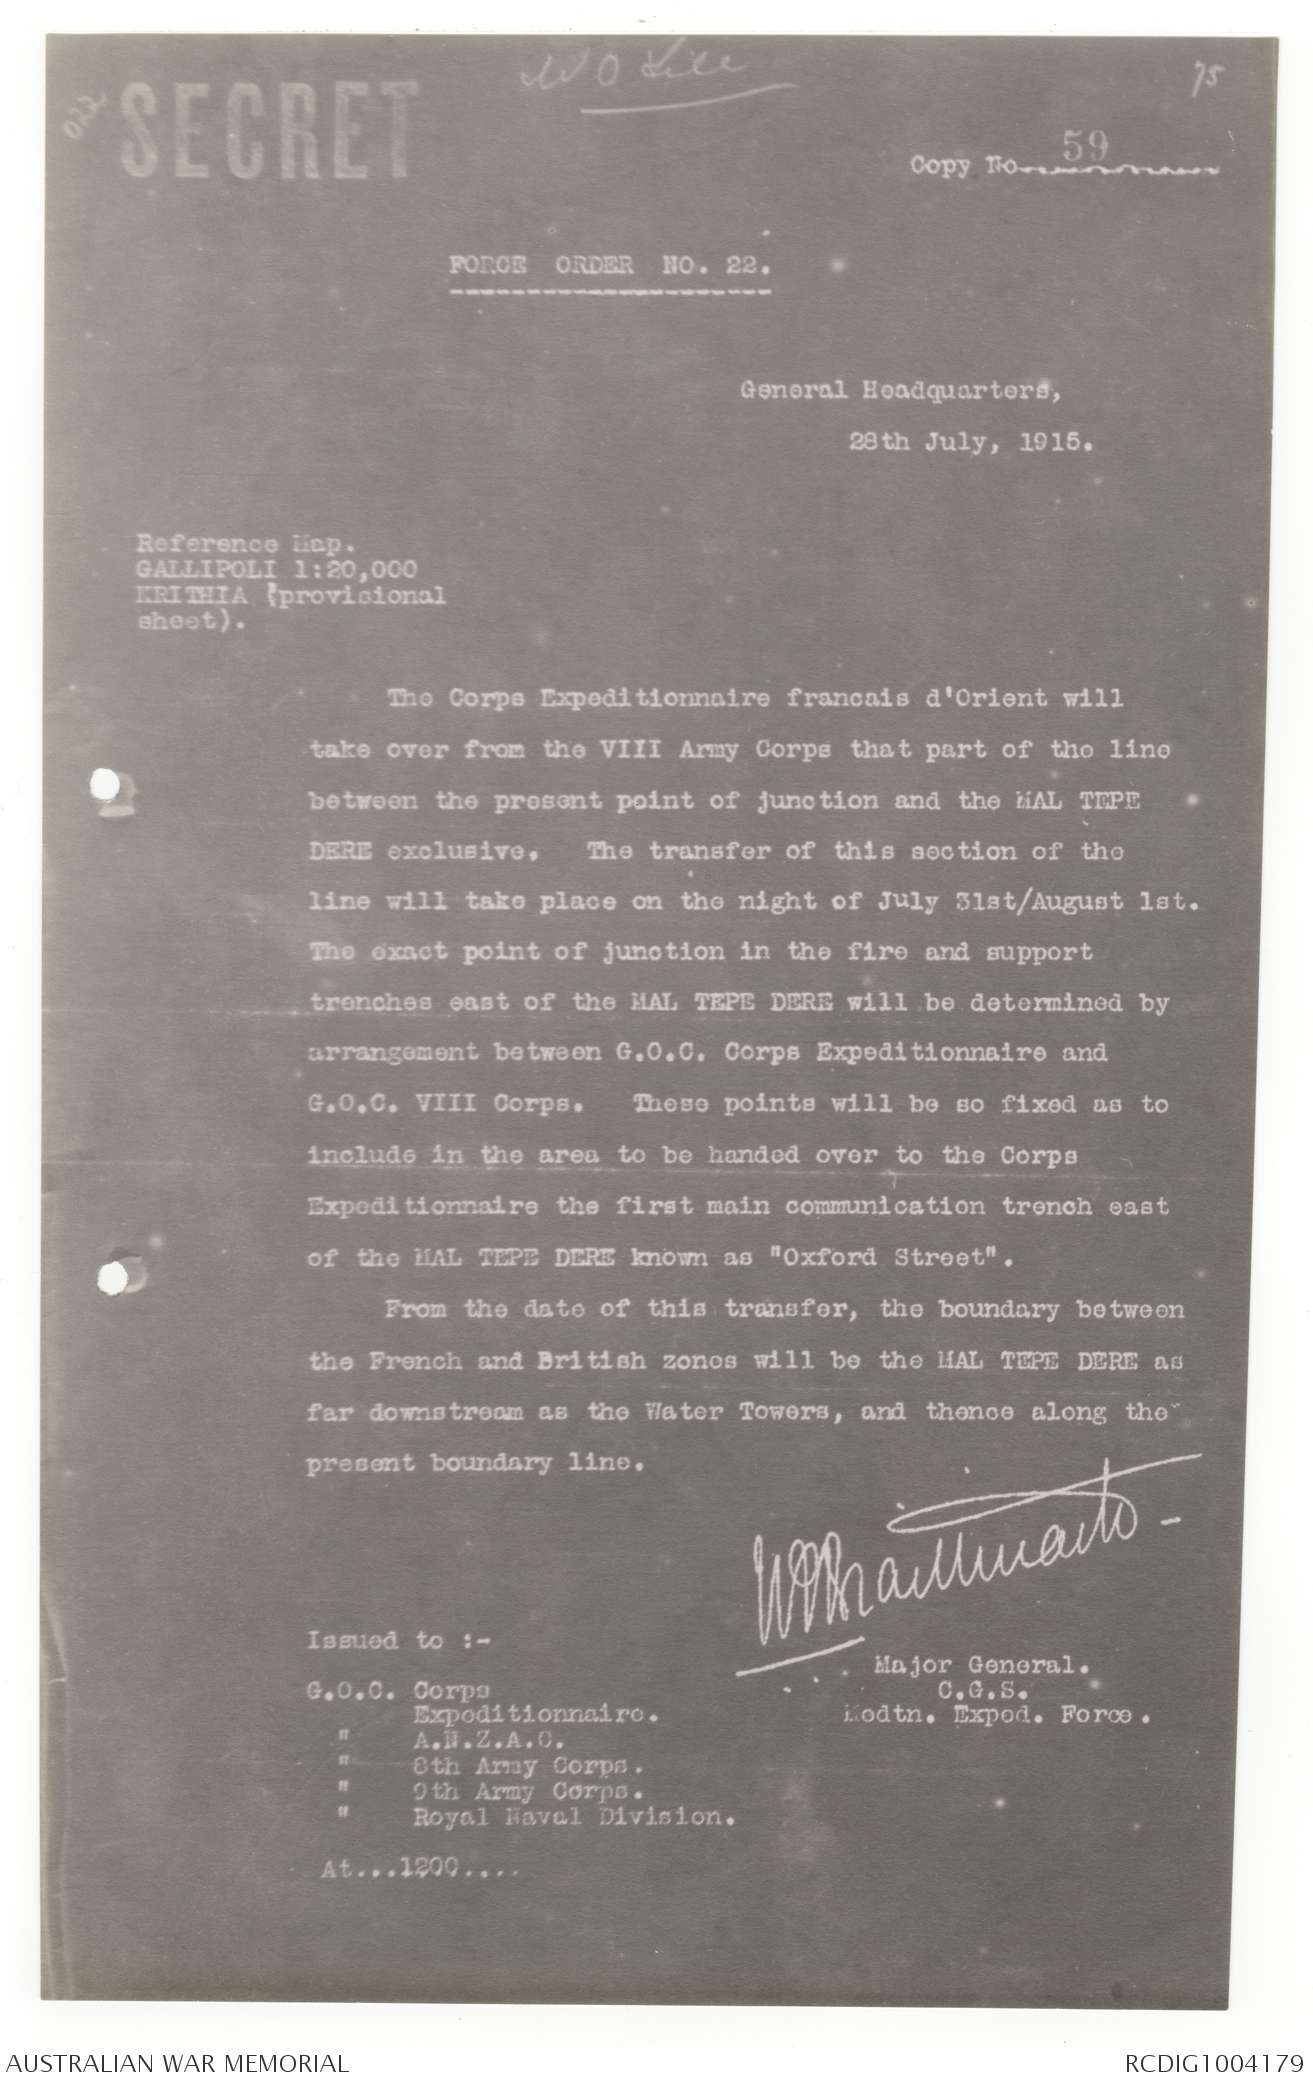 SECRET
75
Copy No 59
FORCE ORDER NO. 22.
General Headquarters,
28th July, 1915.
Reference Map.
GALLIPOLI 1:20,000
KRITHIA (provisional
sheet).
The Corps Expeditionnaire francais d'Orient will
take over from the VIII Army Corps that part of the line
between the present point of junction and the MAL TEPE
DERE exclusive. The transfer of this section of the
line will take place on the night of July 31st/August 1st.
The exact point of junction in the fire and support
trenches east of the MAL TEPE DERE will be determined by
arrangement between G.O.C. Corps Expeditionnaire and
G.O.C. VIII Corps. These points will be so fixed as to
include in the area to be handed over to the Corps
Expeditionnaire the first main communication trench east
of the MAL TEPE DERE known as "Oxford Street".
From the date of this transfer, the boundary between
the French and British zones will be the MAL TEPE DERE as
far downstream as the Water Towers, and thence along the
present boundary line.
WPBraithwaite
Major General.
C.G.S.
Medtn. Exped. Force.
Issued to :-
G.O.C. Corps
Expeditionnaire.
" A.N.Z.A.C.
" 8th Army Corps.
" 9th Army Corps.
" Royal Naval Division.
At...1200....
AUSTRALIAN WAR MEMORIAL
RCDIG1004179